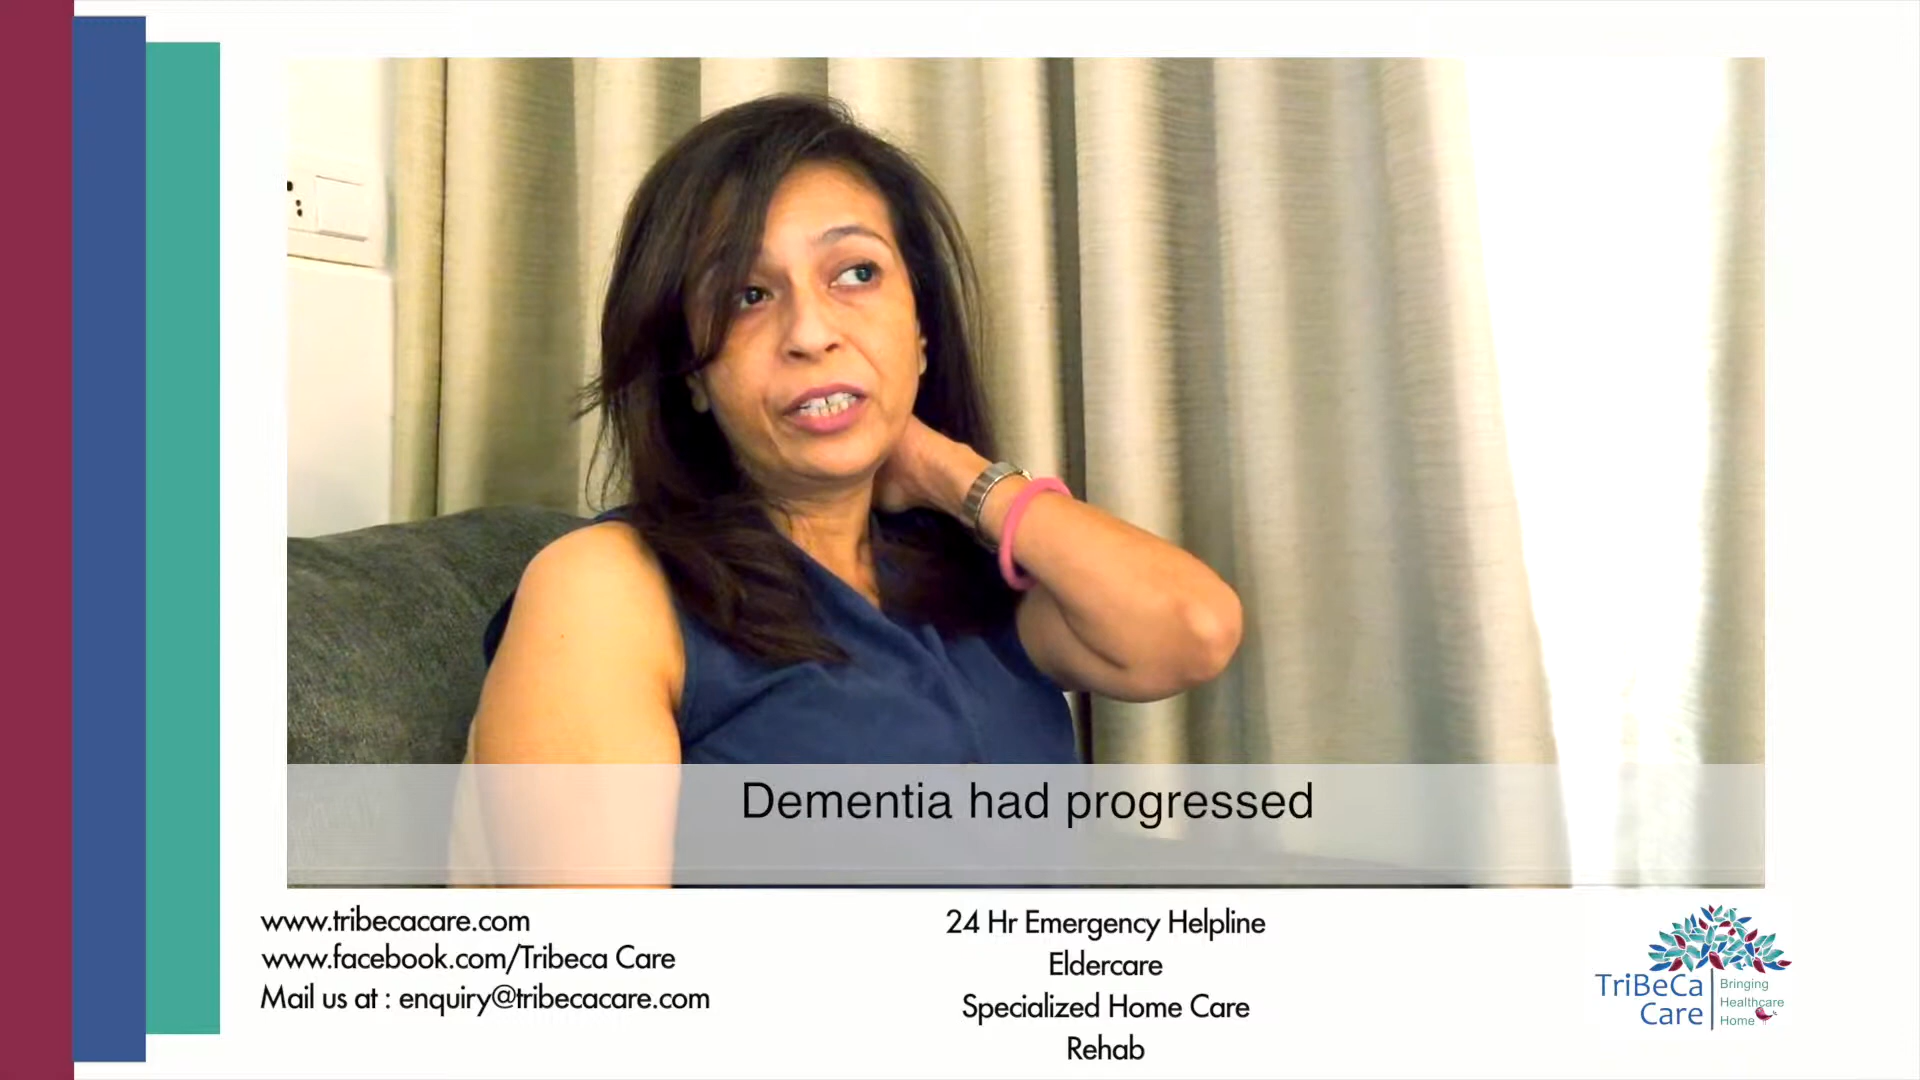 Dementia had progressed
www.tribecacare.com
www.facebook.com/Tribeca Care
Mail us at : enquiry@tribecacare.com
24 Hr Emergency Helpline
Eldercare
Specialized Home Care
Rehab
TriBeCa
Care
Bringing
Healthcare
Home